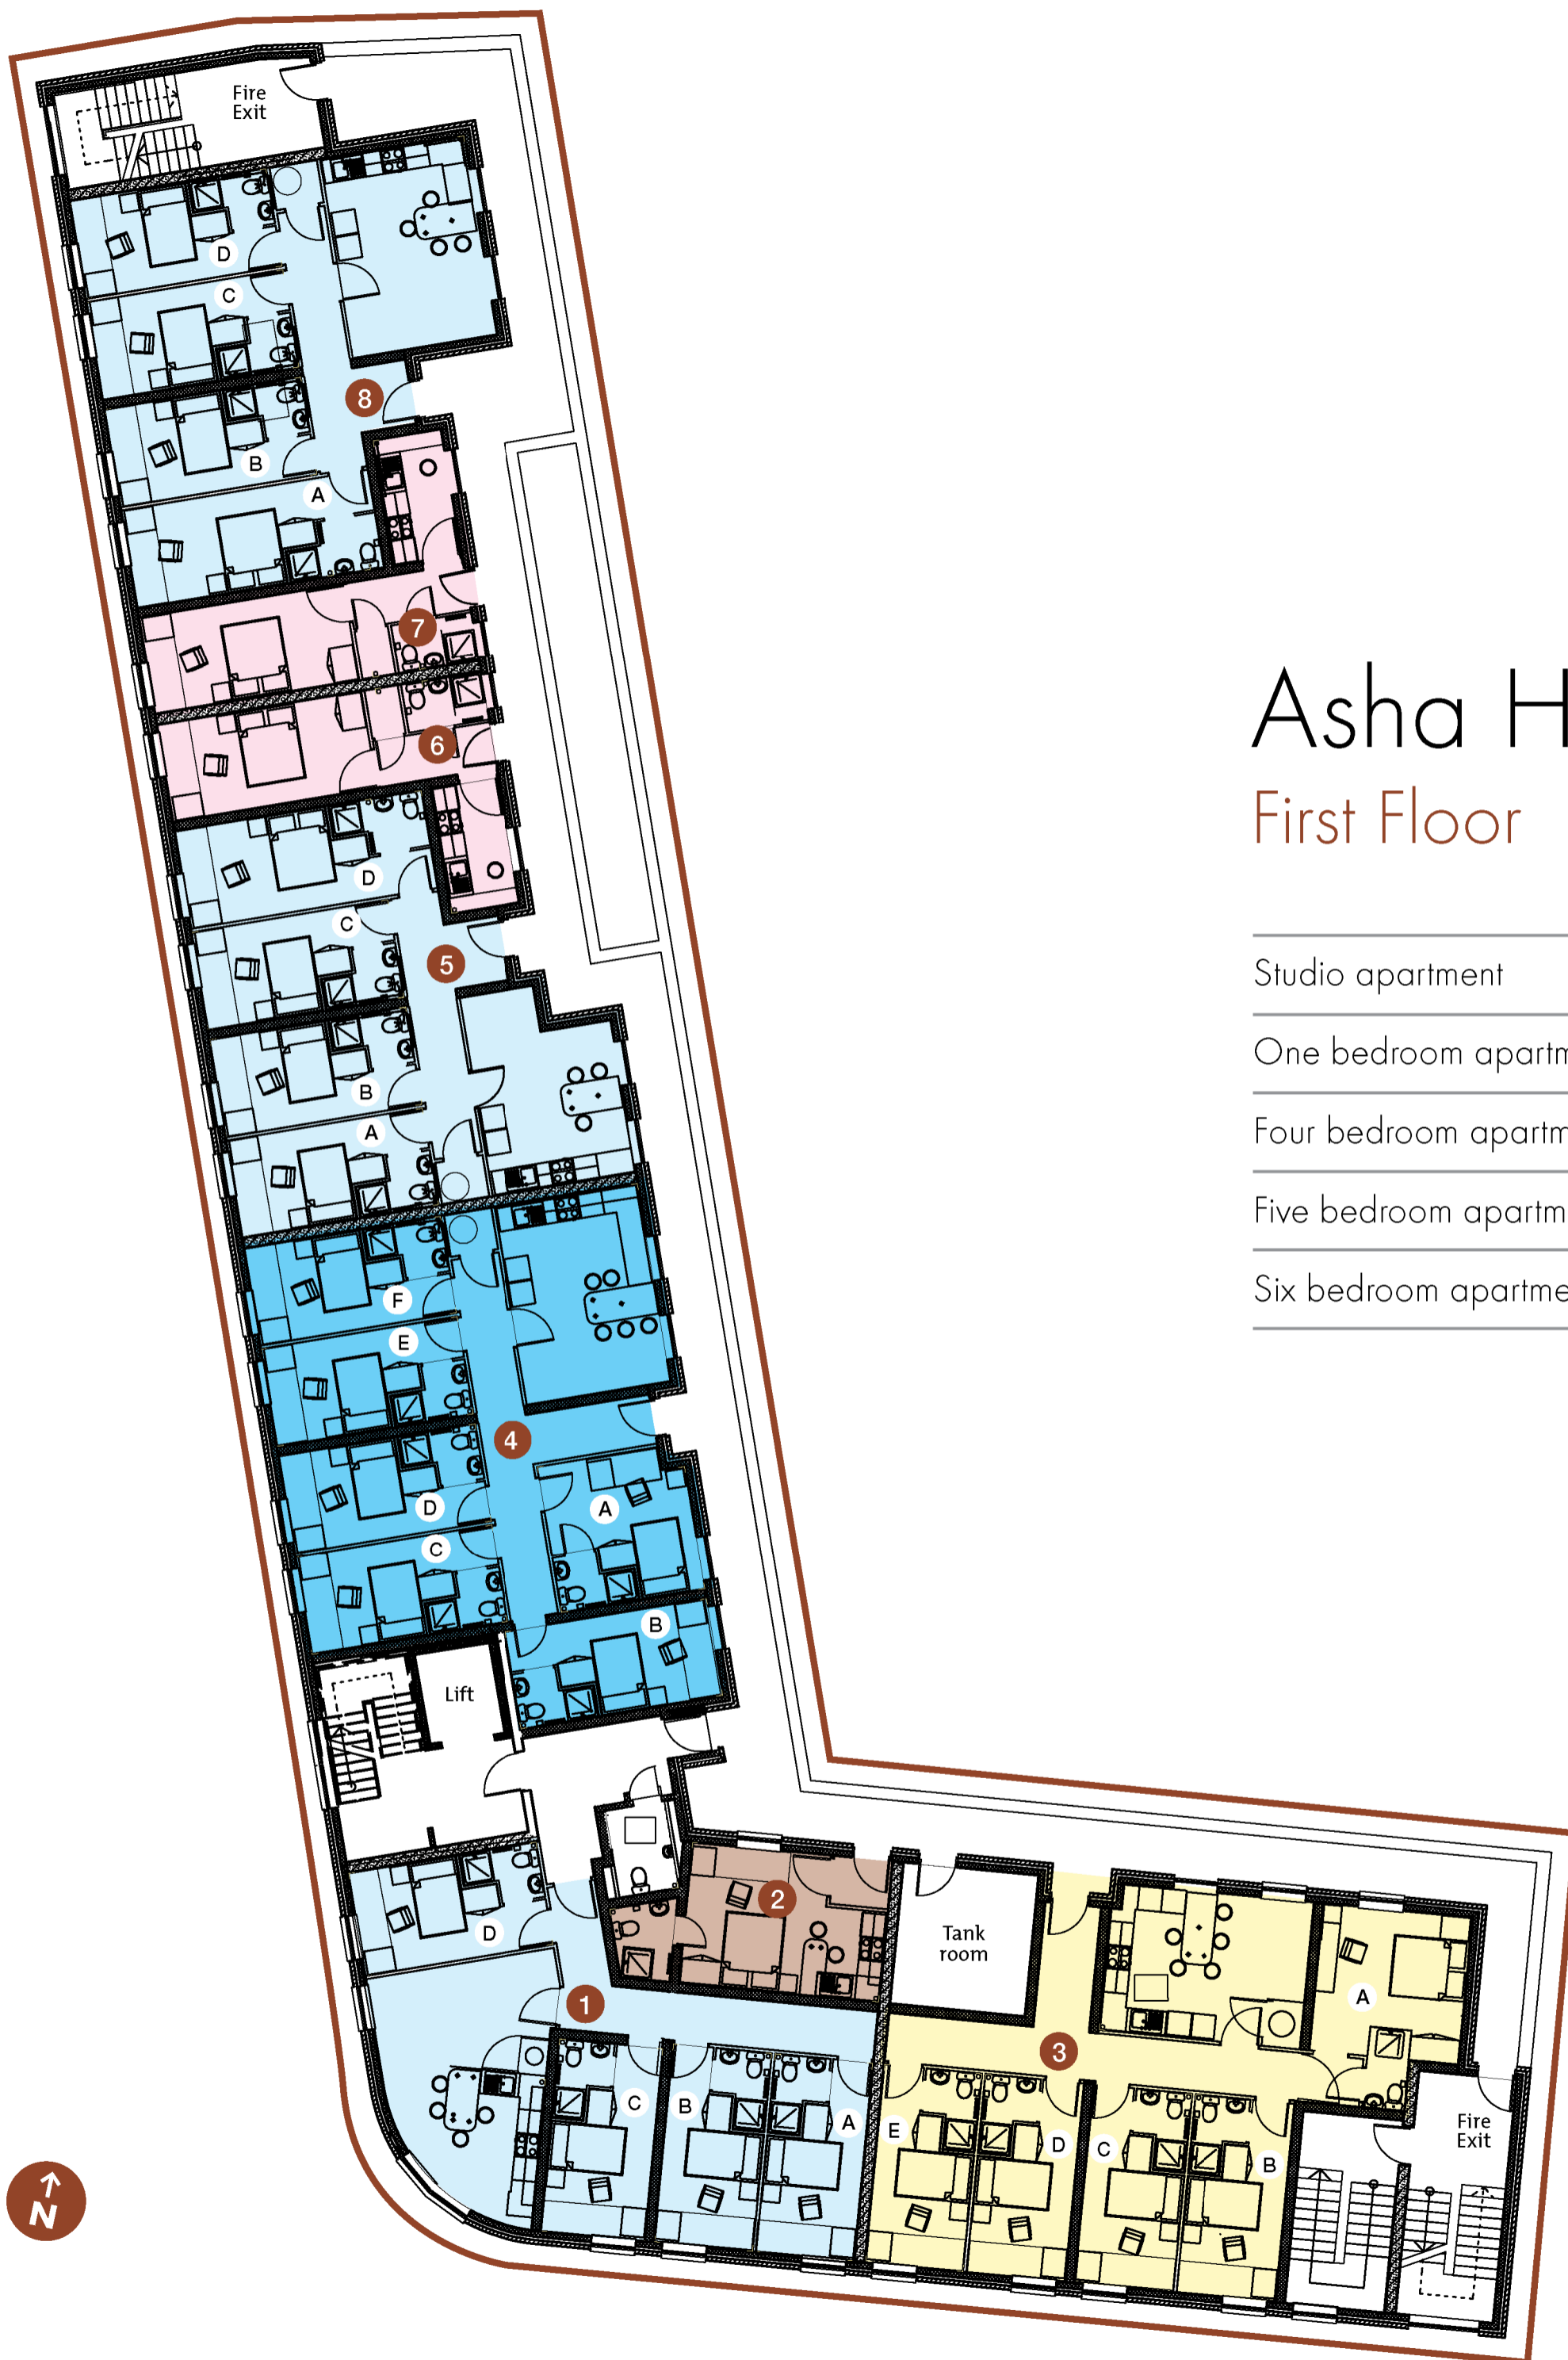 Fire
Exit
D
C
8
B
A
7
6
D
C
5
B
A
F
E
4
D
A
C
B
Lift
D
2
Tank
room
1
3
A
C
B
A
E
D
C
B
Fire
Exit
N
Asha H
First Floor
Studio apartment
One bedroom apartm
Four bedroom apartm
Five bedroom apartm
Six bedroom apartme